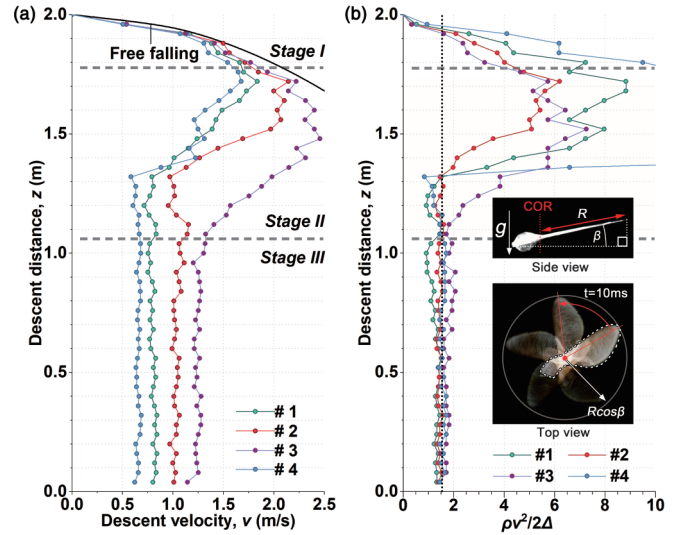 (a)
2.0
1.5
1.0
0.5
0.0
Descent distance, z (m)
Free falling
Stage I
Stage II
Stage III
# 1
# 2
# 3
# 4
0.0 0.5 1.0 1.5 2.0 2.5
Descent velocity, v (m/s)
(b)
2.0
1.5
1.0
0.5
0.0
Descent distance, z (m)
COR
R
g
β
Side view
t=10ms
Rcosβ
Top view
#1 #2
#3 #4
0 2 4 6 8 10
ρv²/2Δ